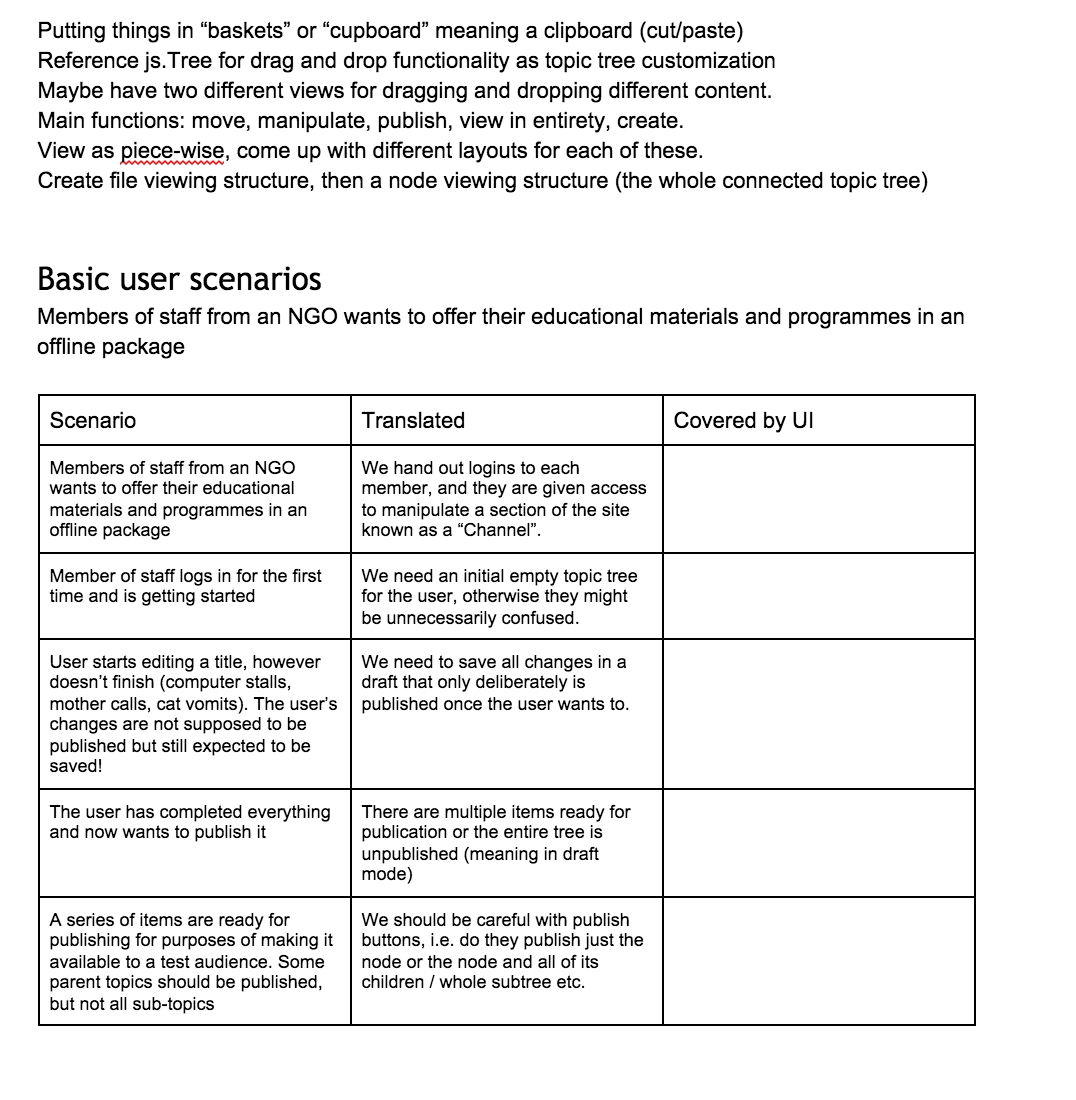 Putting things in “baskets” or “cupboard” meaning a clipboard (cut/paste)
Reference js.Tree for drag and drop functionality as topic tree customization
Maybe have two different views for dragging and dropping different content.
Main functions: move, manipulate, publish, view in entirety, create.
View as piece-wise, come up with different layouts for each of these.
Create file viewing structure, then a node viewing structure (the whole connected topic tree)
Basic user scenarios
Members of staff from an NGO wants to offer their educational materials and programmes in an
offline package
Scenario
Translated
Covered by UI
Members of staff from an NGO
wants to offer their educational
materials and programmes in an
offline package
We hand out logins to each
member, and they are given access
to manipulate a section of the site
known as a “Channel”.
Member of staff logs in for the first
time and is getting started
We need an initial empty topic tree
for the user, otherwise they might
be unnecessarily confused.
User starts editing a title, however
doesn’t finish (computer stalls,
mother calls, cat vomits). The user’s
changes are not supposed to be
published but still expected to be
saved!
We need to save all changes in a
draft that only deliberately is
published once the user wants to.
The user has completed everything
and now wants to publish it
There are multiple items ready for
publication or the entire tree is
unpublished (meaning in draft
mode)
A series of items are ready for
publishing for purposes of making it
available to a test audience. Some
parent topics should be published,
but not all sub-topics
We should be careful with publish
buttons, i.e. do they publish just the
node or the node and all of its
children / whole subtree etc.